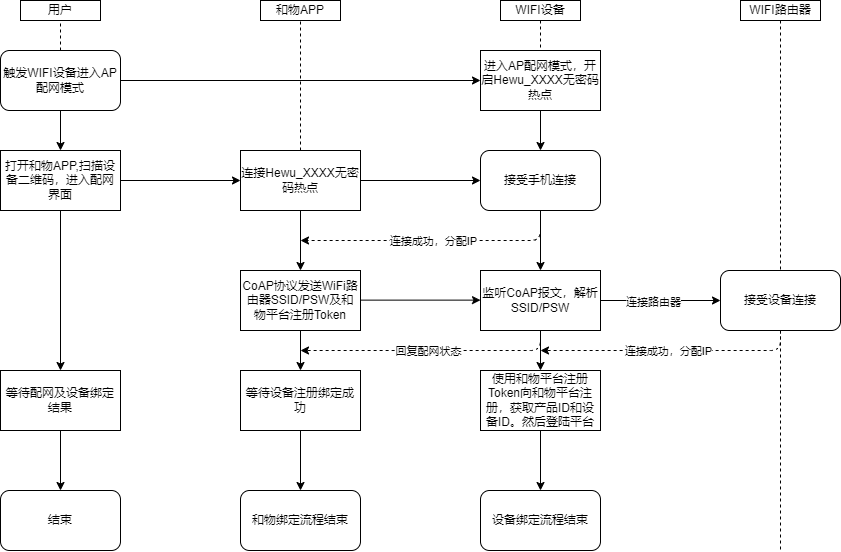 用户
和物APP
WIFI设备
WIFI路由器
触发WIFI设备进入AP
配网模式
进入AP配网模式，开
启Hewu_XXXX无密码
热点
打开和物APP,扫描设
备二维码，进入配网
界面
连接Hewu_XXXX无密
码热点
接受手机连接
连接成功，分配IP
CoAP协议发送WiFi路
由器SSID/PSW及和
物平台注册Token
监听CoAP报文，解析
SSID/PSW
连接路由器
接受设备连接
回复配网状态
连接成功，分配IP
等待配网及设备绑定
结果
等待设备注册绑定成
功
使用和物平台注册
Token向和物平台注
册，获取产品ID和设
备ID。然后登陆平台
结束
和物绑定流程结束
设备绑定流程结束